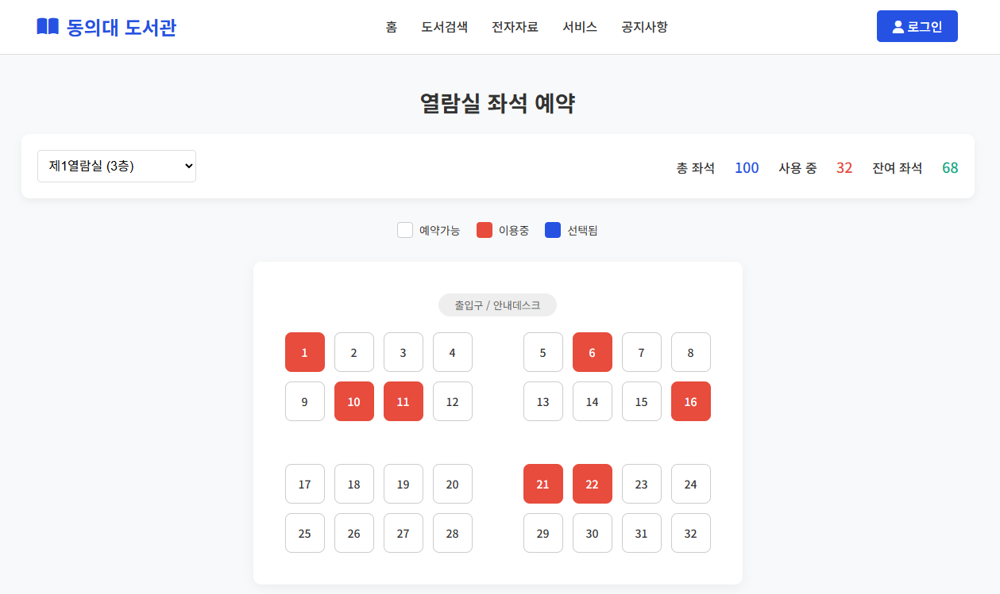 동의대 도서관
홈 도서검색 전자자료 서비스 공지사항
로그인
열람실 좌석 예약
제1열람실 (3층)
총 좌석 100 사용 중 32 잔여 좌석 68
예약가능 이용중 선택됨
출입구 / 안내데스크
1 2 3 4 5 6 7 8
9 10 11 12 13 14 15 16
17 18 19 20 21 22 23 24
25 26 27 28 29 30 31 32